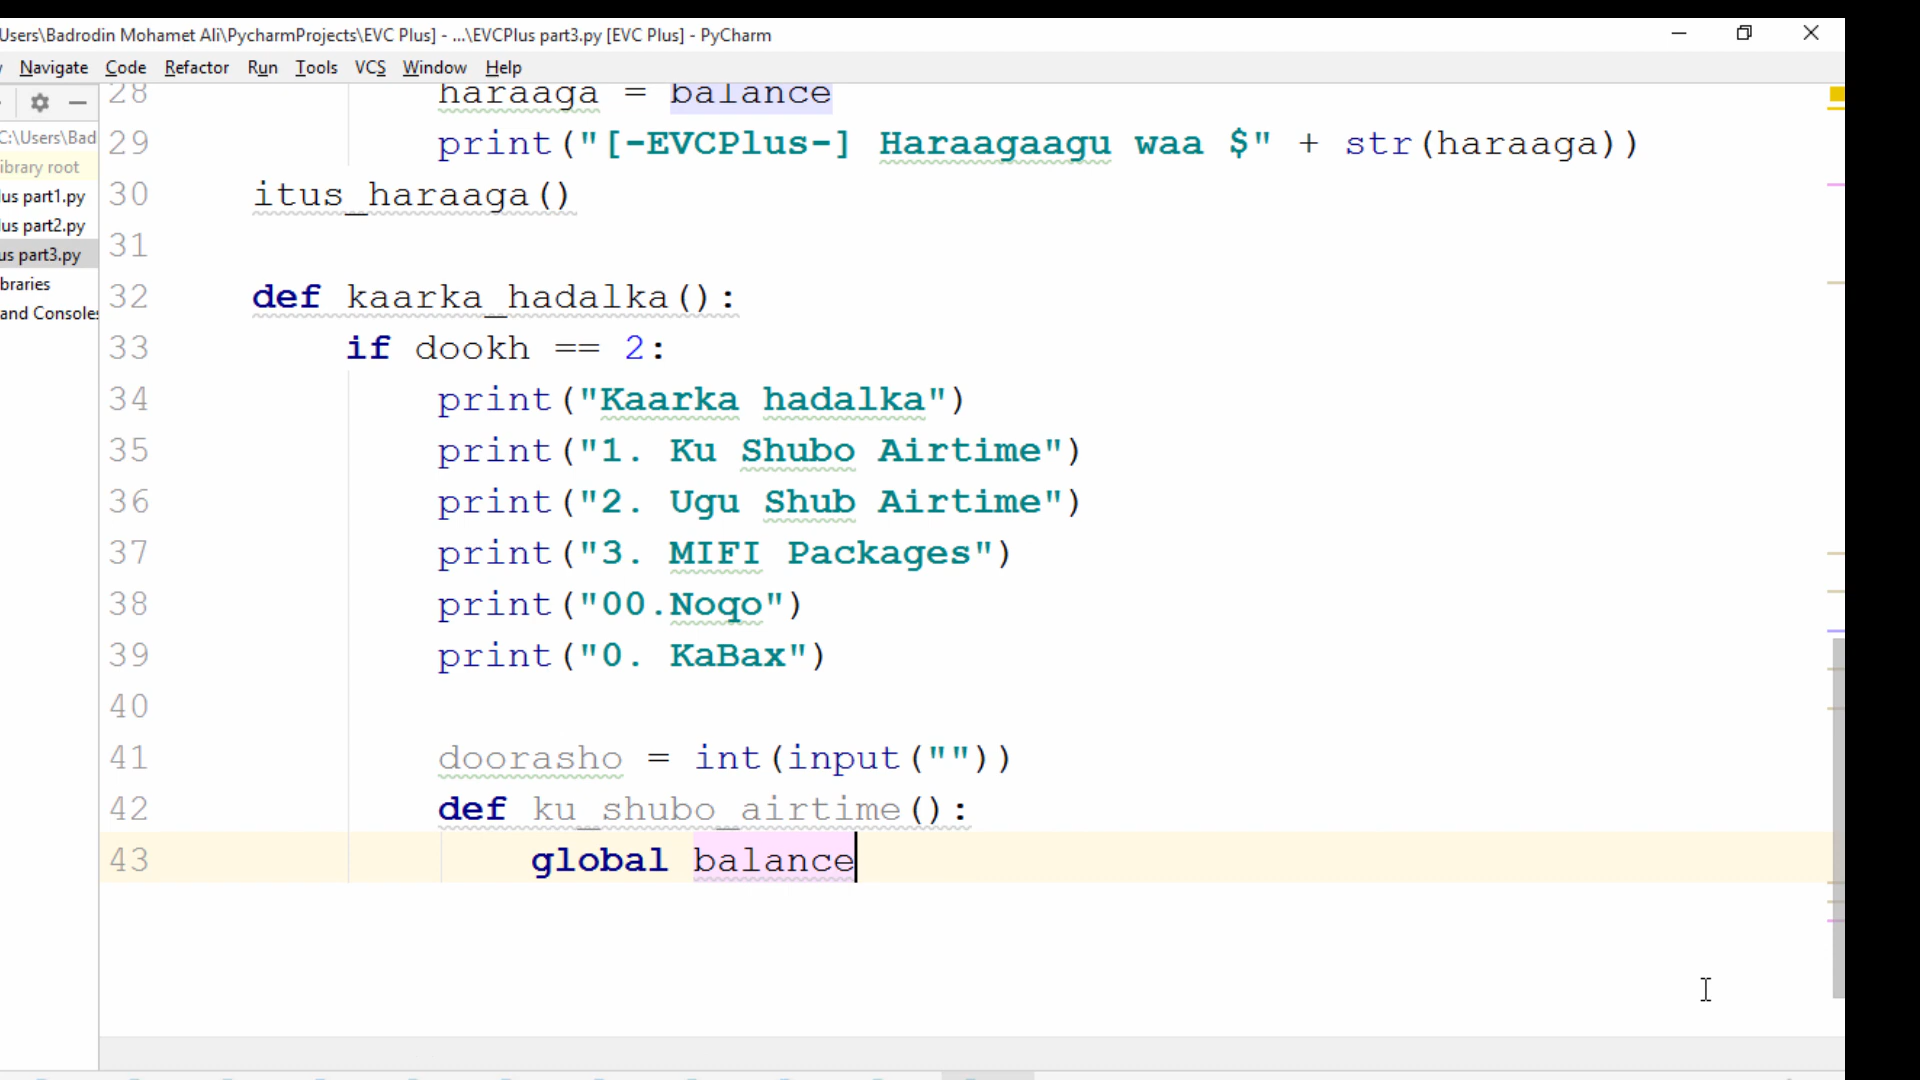 Users\Badrodin Mohamet Ali\PycharmProjects\EVC Plus] - ...\EVCPlus part3.py [EVC Plus] - PyCharm
Navigate Code Refactor Run Tools VCS Window Help
C:\Users\Bad
ibrary root
lus part1.py
lus part2.py
us part3.py
braries
and Consoles
28 haraaga = balance
29 print("[-EVCPlus-] Haraagaagu waa $" + str(haraaga))
30 itus_haraaga()
31
32 def kaarka_hadalka():
33 if dookh == 2:
34 print("Kaarka hadalka")
35 print("1. Ku Shubo Airtime")
36 print("2. Ugu Shub Airtime")
37 print("3. MIFI Packages")
38 print("00.Noqo")
39 print("0. KaBax")
40
41 doorasho = int(input(""))
42 def ku_shubo_airtime():
43 global balance